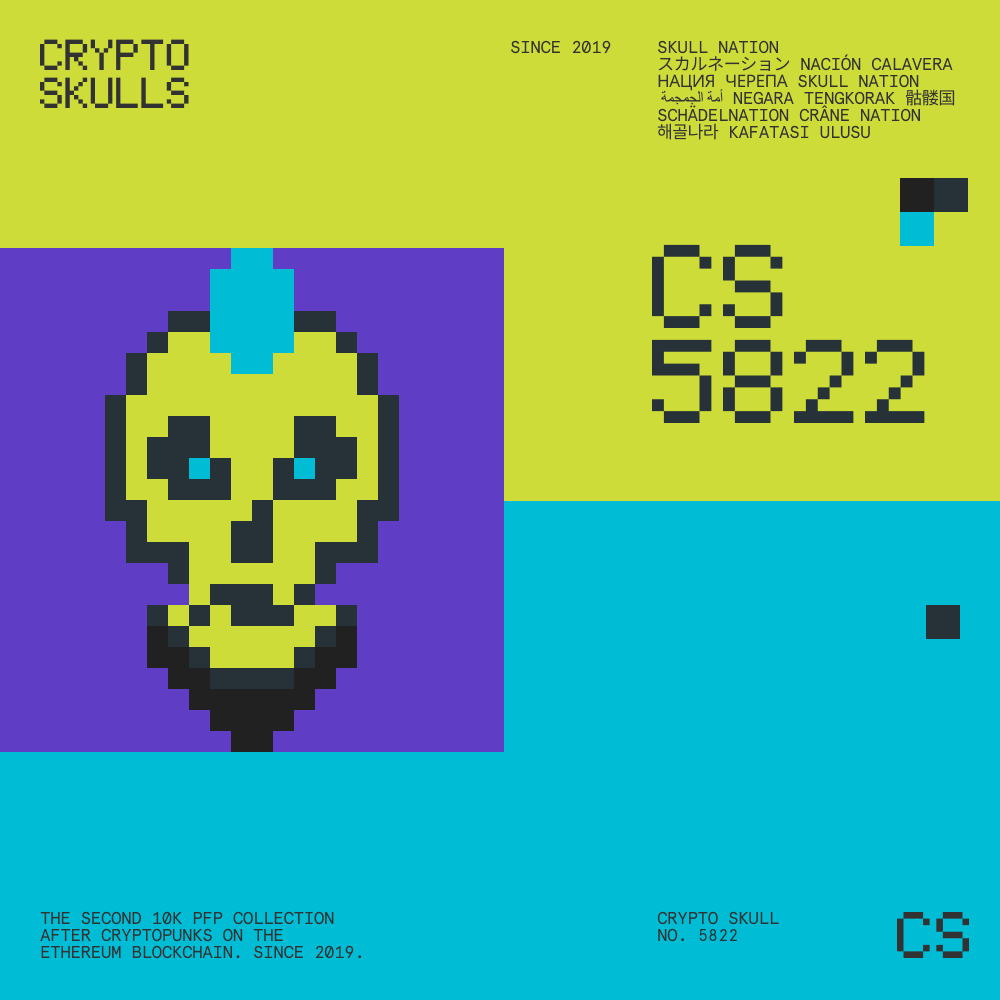 CRYPTO
SKULLS
SINCE 2019
SKULL NATION
スカルネーション NACIÓN CALAVERA
НАЦИЯ ЧЕРЕПА SKULL NATION
أمة الجمجمة NEGARA TENGKORAK 骷髅国
SCHÄDELNATION CRÂNE NATION
해골나라 KAFATASI ULUSU
CS
5822
THE SECOND 10K PFP COLLECTION
AFTER CRYPTOPUNKS ON THE
ETHEREUM BLOCKCHAIN. SINCE 2019.
CRYPTO SKULL
NO. 5822
CS